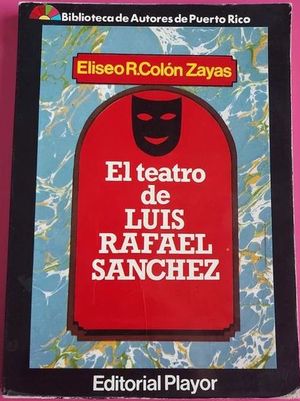 Biblioteca de Autores de Puerto Rico
Eliseo R.Colón Zayas
El teatro
de
LUIS
RAFAEL
SANCHEZ
Editorial Playor